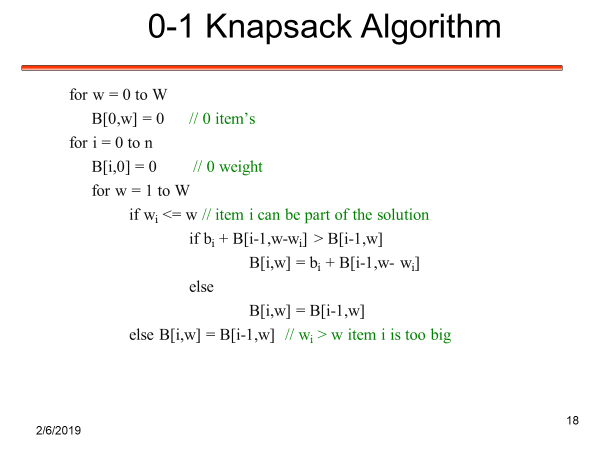 0-1 Knapsack Algorithm
for w = 0 to W
B[0,w] = 0 // 0 item's
for i = 0 to n
B[i,0] = 0 // 0 weight
for w = 1 to W
if wi <= w // item i can be part of the solution
if bi + B[i-1,w-wi] > B[i-1,w]
B[i,w] = bi + B[i-1,w- wi]
else
B[i,w] = B[i-1,w]
else B[i,w] = B[i-1,w] // wi > w item i is too big
2/6/2019
18